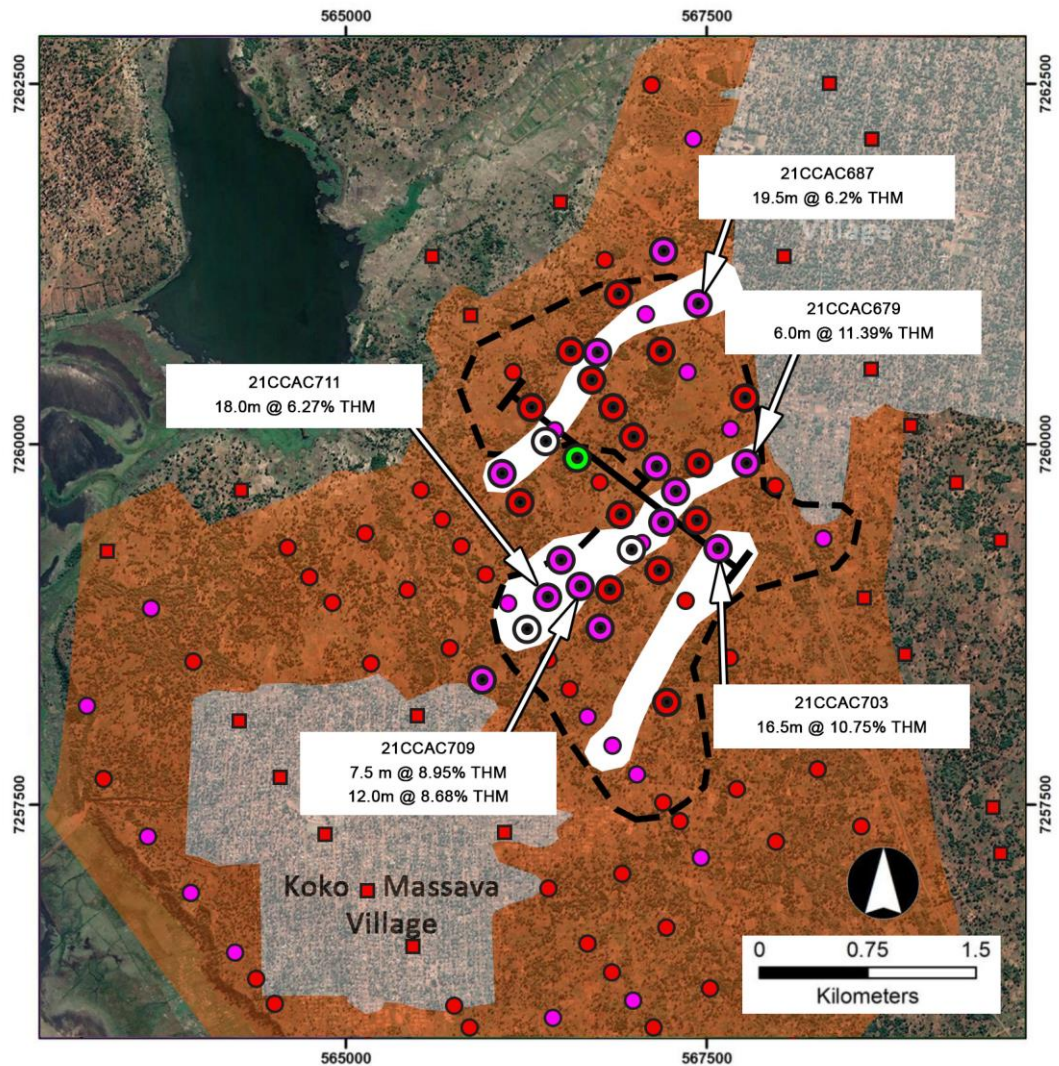 565000
567500
7262500
7262500
21CCAC687
19.5m @ 6.2% THM
Village
21CCAC679
6.0m @ 11.39% THM
21CCAC711
18.0m @ 6.27% THM
7260000
7260000
21CCAC703
16.5m @ 10.75% THM
21CCAC709
7.5 m @ 8.95% THM
12.0m @ 8.68% THM
7257500
7257500
Koko Massava
Village
0 0.75 1.5
Kilometers
565000
567500